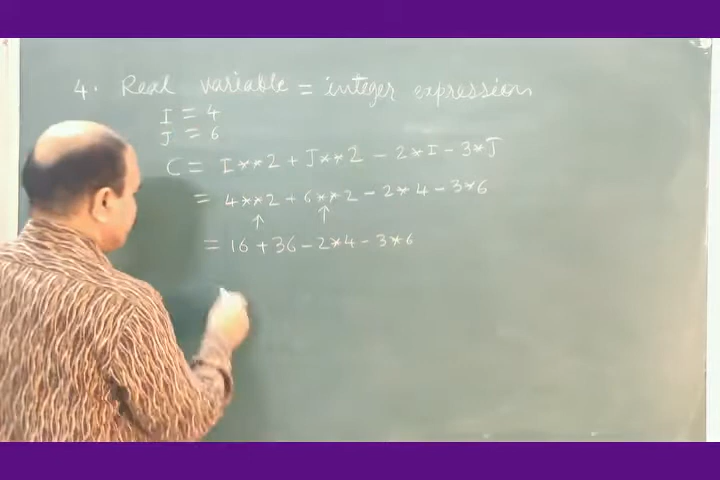 4. Real variable = integer expression
I = 4
J = 6
C = I**2 + J**2 - 2*I - 3*J
= 4**2 + 6**2 - 2*4 - 3*6
↑ ↑
= 16 + 36 - 2*4 - 3*6